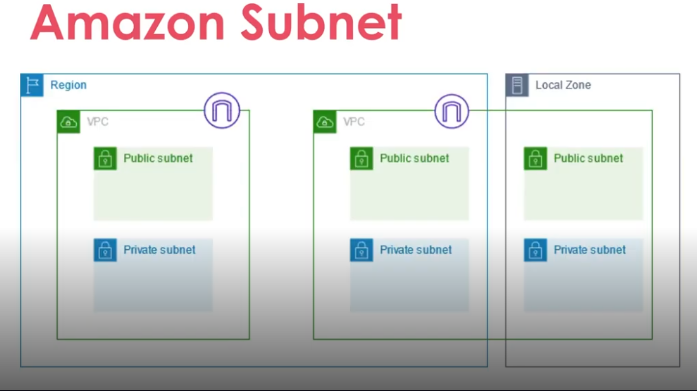 Amazon Subnet
Region
Local Zone
VPC
VPC
Public subnet
Public subnet
Public subnet
Private subnet
Private subnet
Private subnet